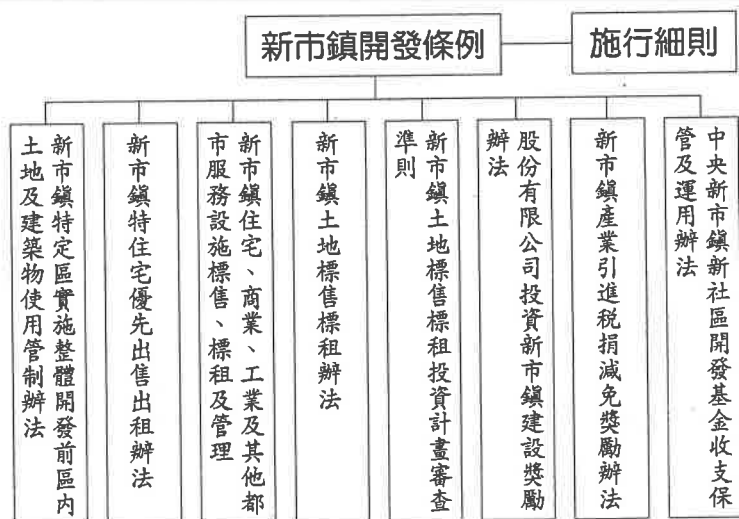 新市鎮開發條例
施行細則
中央新市鎮新社區開發基金收支保
管及運用辦法
新市鎮產業引進稅捐減免獎勵辦法
股份有限公司投資新市鎮建設獎勵
辦法
新市鎮土地標售標租投資計畫審查
準則
新市鎮土地標售標租辦法
新市鎮住宅、商業、工業及其他都
市服務設施標售、標租及管理
新市鎮特住宅優先出售出租辦法
新市鎮特定區實施整體開發前區內
土地及建築物使用管制辦法